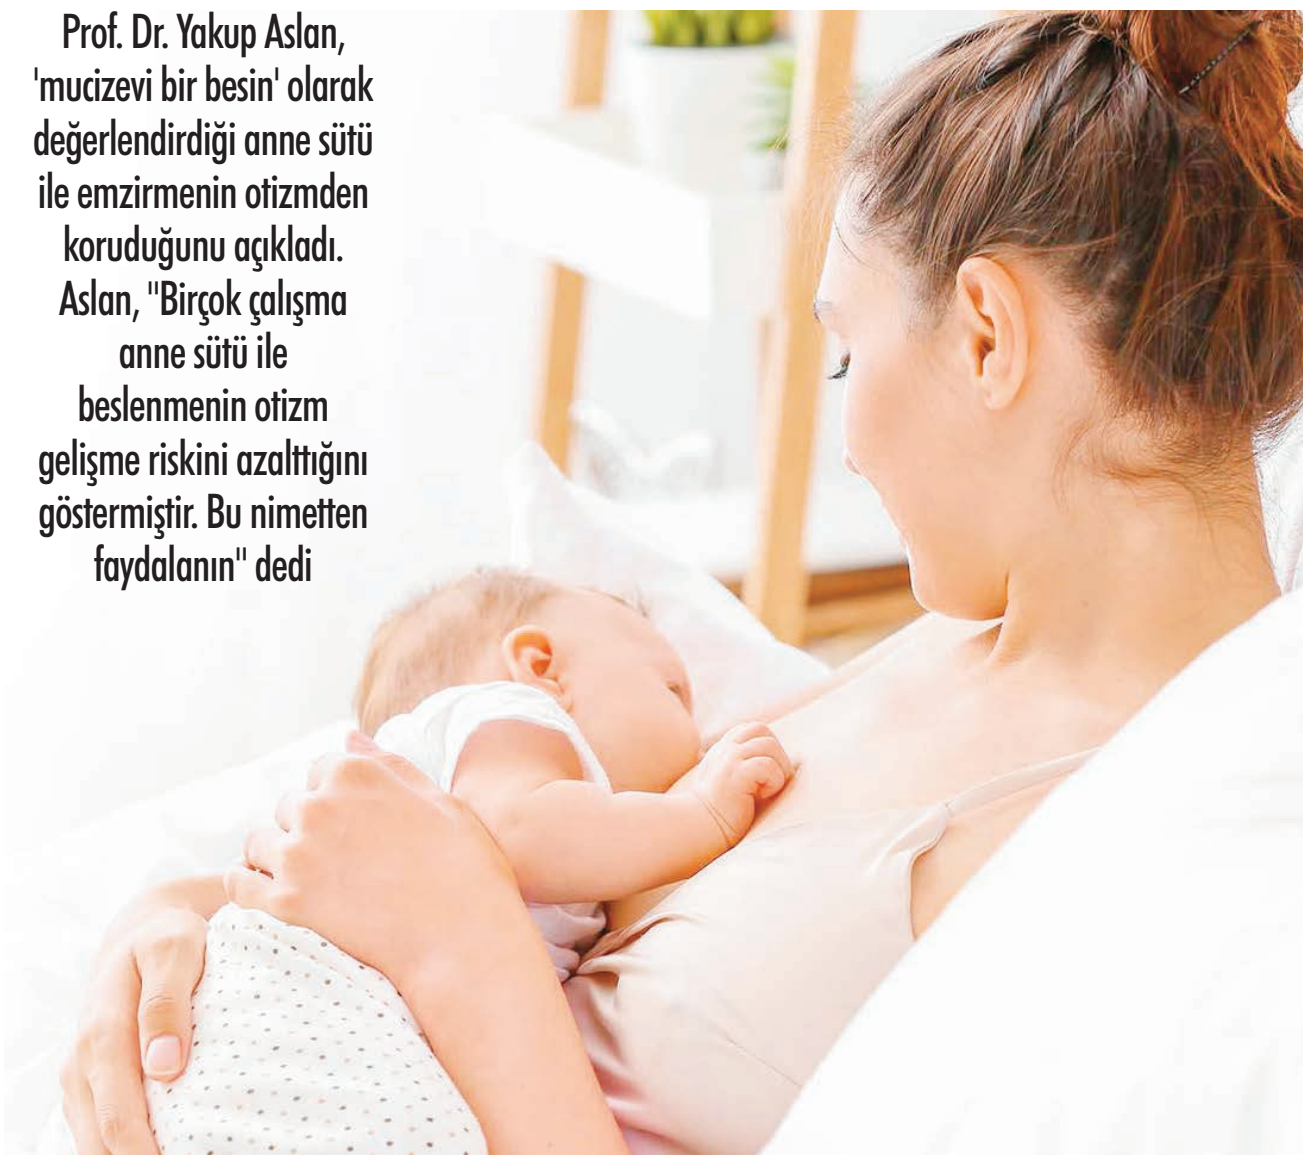 Prof. Dr. Yakup Aslan,
'mucizevi bir besin' olarak
değerlendirdiği anne sütü
ile emzirmenin otizmden
koruduğunu açıkladı.
Aslan, "Birçok çalışma
anne sütü ile
beslenmenin otizm
gelişme riskini azalttığını
göstermiştir. Bu nimetten
faydalanın" dedi